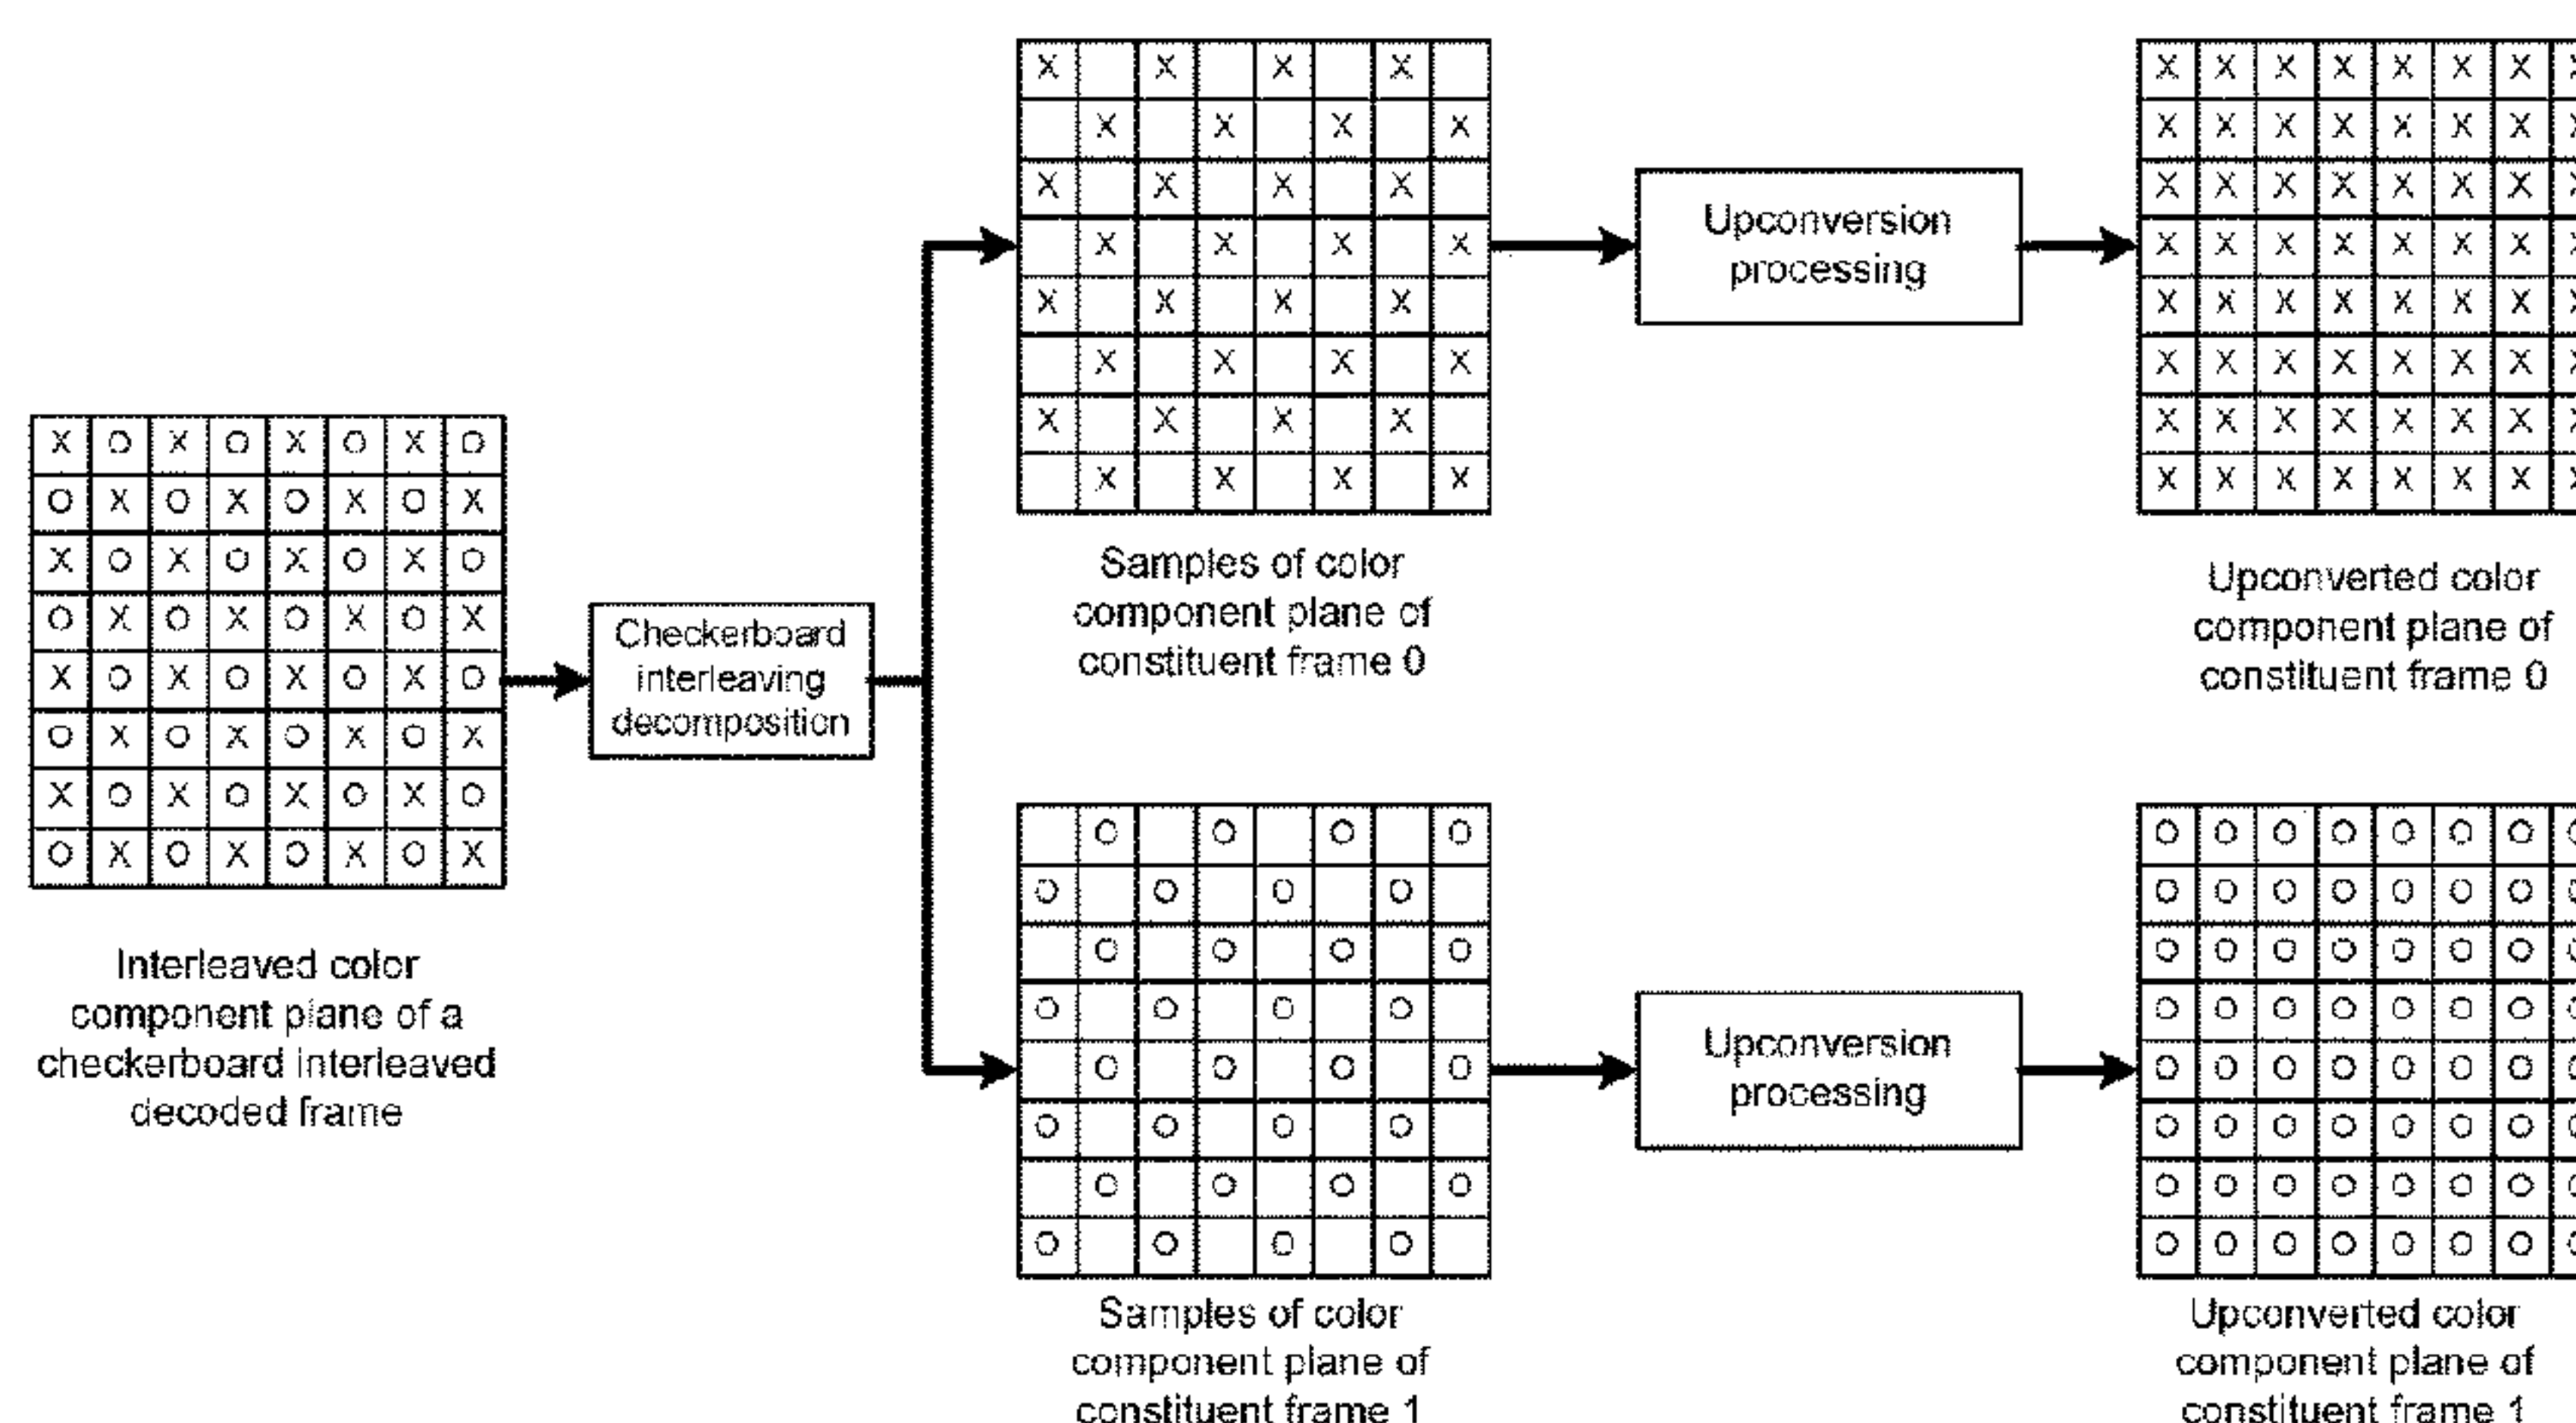 X O X O X O X O
O X O X O X O X
X O X O X O X O
O X O X O X O X
X O X O X O X O
O X O X O X O X
X O X O X O X O
O X O X O X O X
Interleaved color
component plane of a
checkerboard interleaved
decoded frame
Checkerboard
interleaving
decomposition
X X X X
X X X X
X X X X
X X X X
X X X X
X X X X
X X X X
X X X X
Samples of color
component plane of
constituent frame 0
Upconversion
processing
X X X X X X X
X X X X X X X
X X X X X X X
X X X X X X X
X X X X X X X
X X X X X X X
X X X X X X X
X X X X X X X
Upconverted color
component plane of
constituent frame 0
O O O O
O O O O
O O O O
O O O O
O O O O
O O O O
O O O O
O O O O
Samples of color
component plane of
constituent frame 1
Upconversion
processing
O O O O O O O
O O O O O O O
O O O O O O O
O O O O O O O
O O O O O O O
O O O O O O O
O O O O O O O
O O O O O O O
Upconverted color
component plane of
constituent frame 1